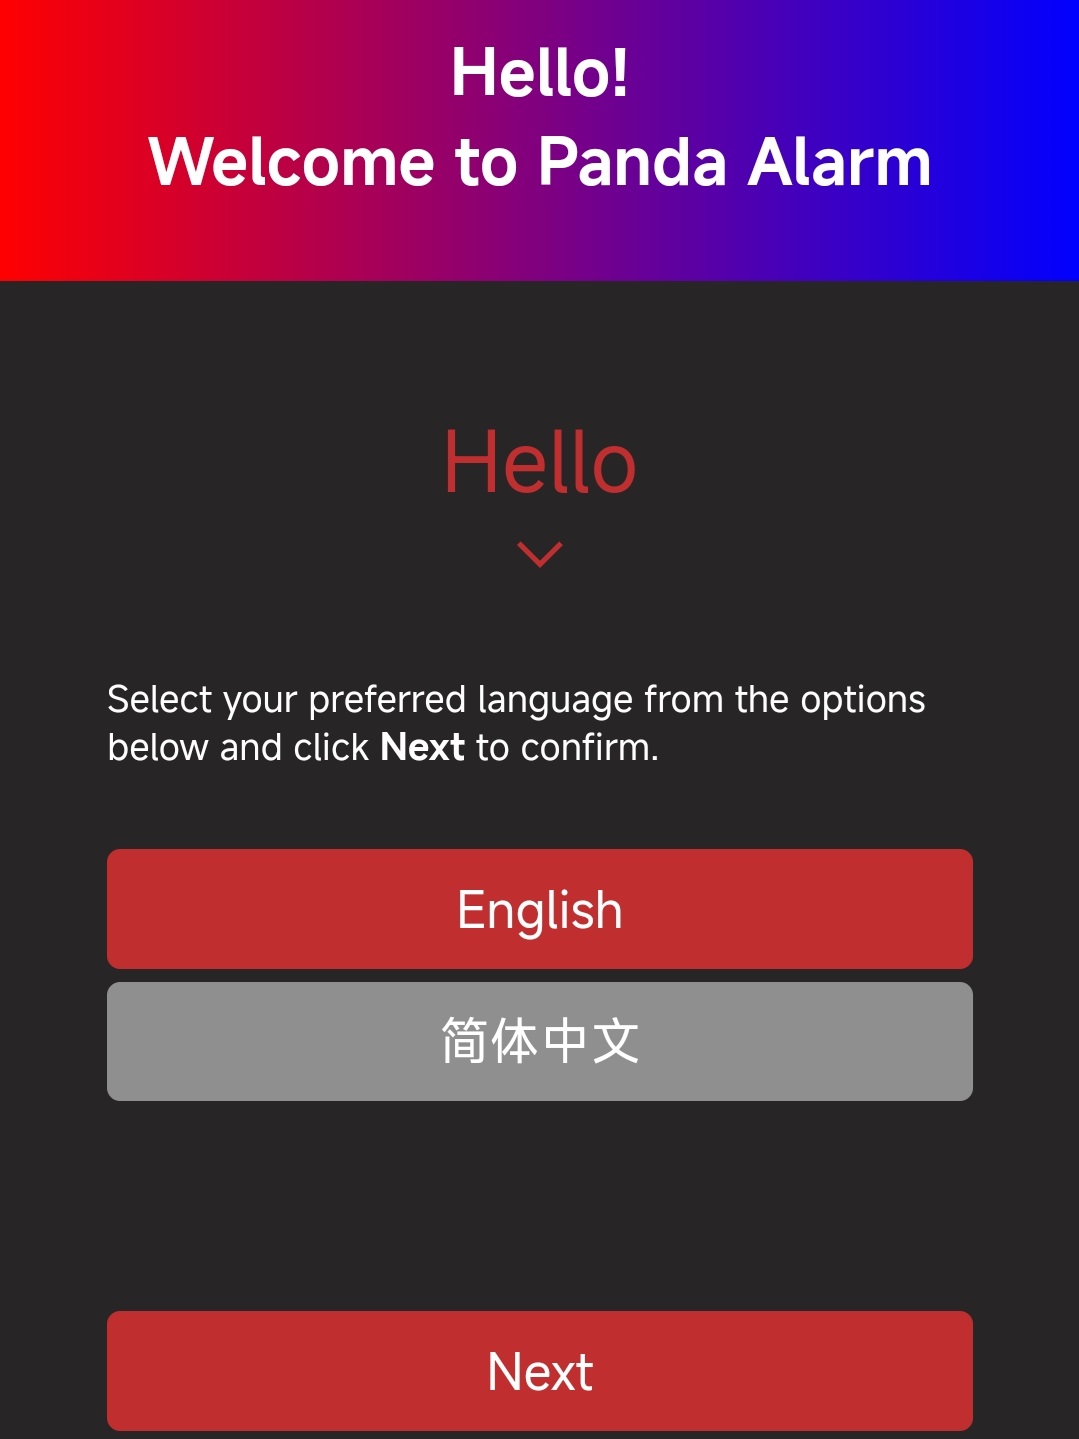 Hello!
Welcome to Panda Alarm
Hello
Select your preferred language from the options
below and click Next to confirm.
English
简体中文
Next